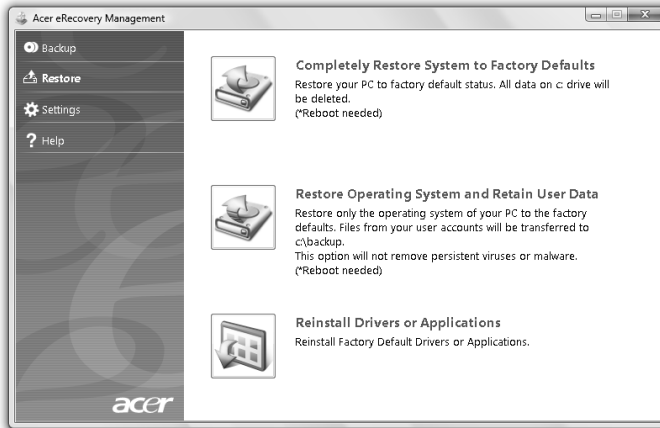 Acer eRecovery Management
Backup
Restore
Settings
Help
Completely Restore System to Factory Defaults
Restore your PC to factory default status. All data on c: drive will
be deleted.
(*Reboot needed)
Restore Operating System and Retain User Data
Restore only the operating system of your PC to the factory
defaults. Files from your user accounts will be transferred to
c:\backup.
This option will not remove persistent viruses or malware.
(*Reboot needed)
Reinstall Drivers or Applications
Reinstall Factory Default Drivers or Applications.
acer